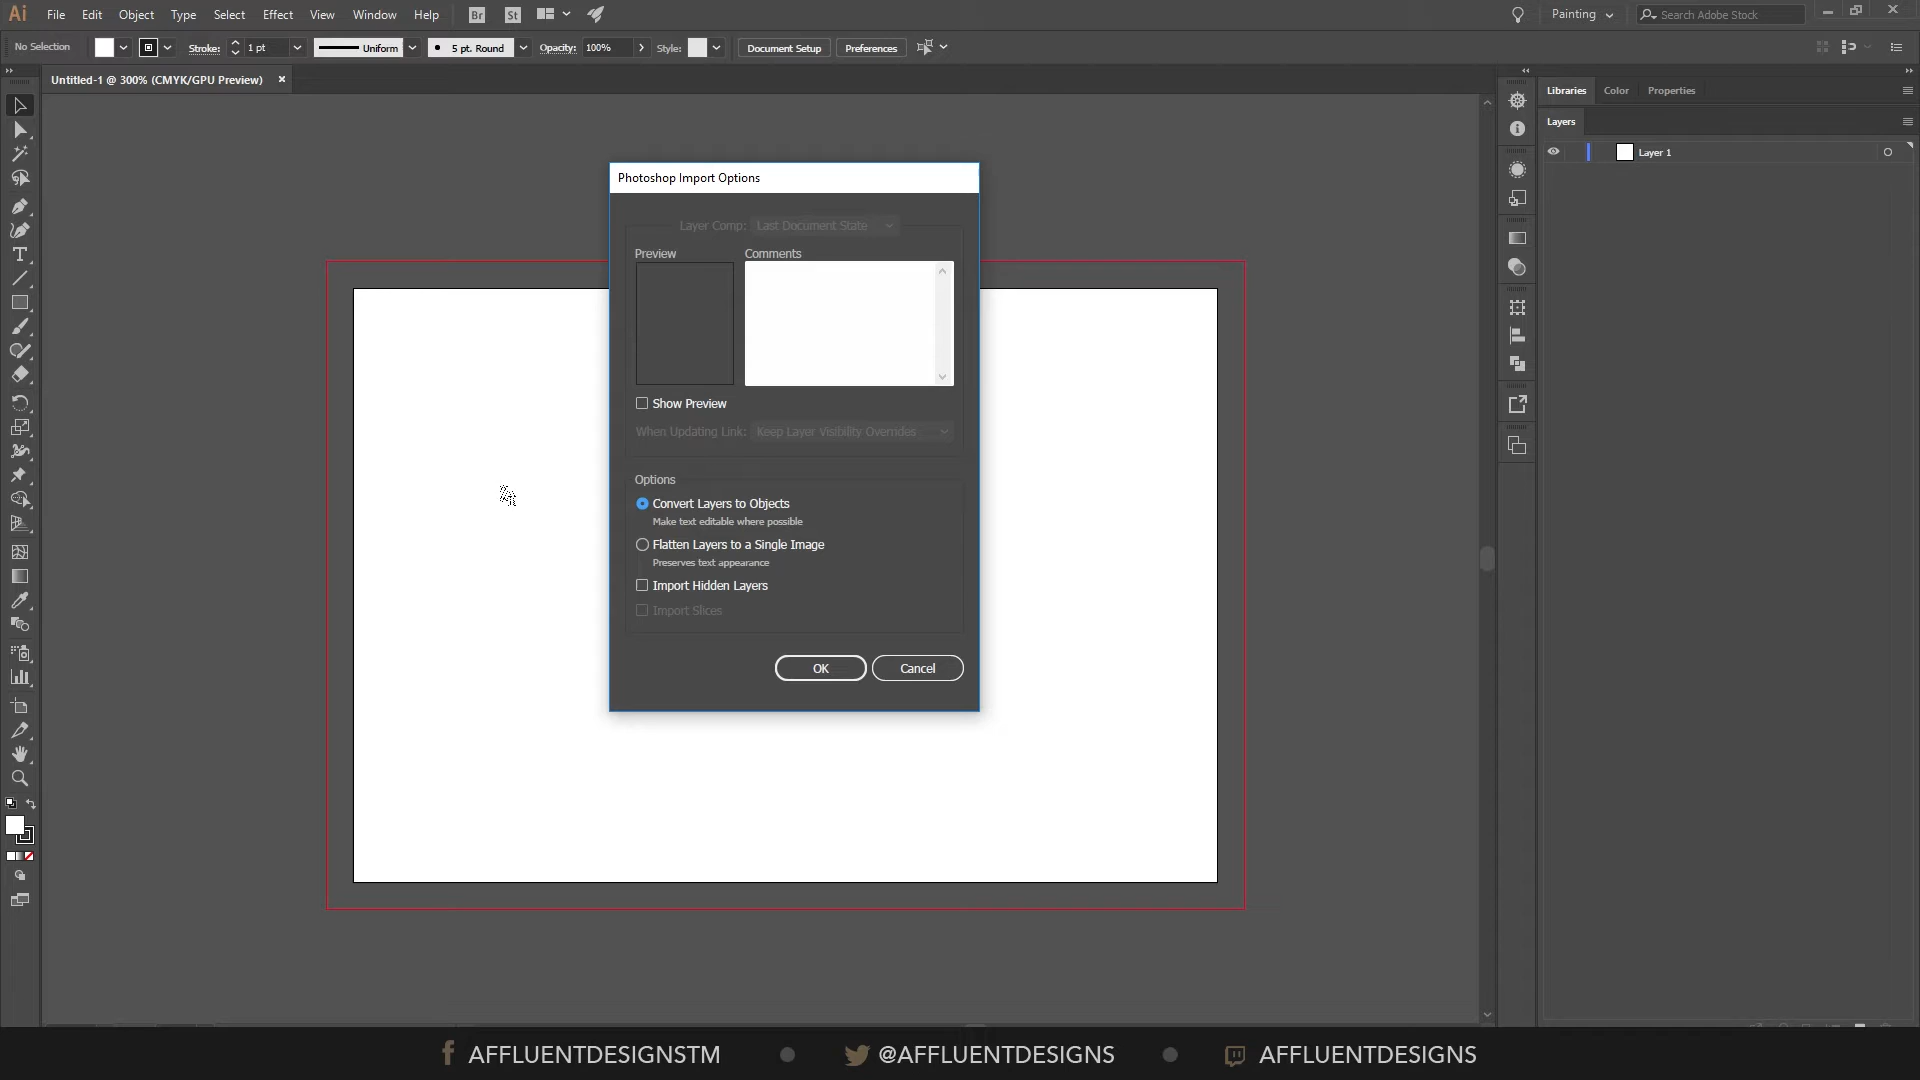 Ai File Edit Object Type Select Effect View Window Help Br St Painting Search Adobe Stock
No Selection Stroke: 1 pt Uniform 5 pt. Round Opacity: 100% Style: Document Setup Preferences
Untitled-1 @ 300% (CMYK/GPU Preview)
Libraries Color Properties
Layers
Layer 1
Photoshop Import Options
Layer Comp: Last Document State
Preview Comments
Show Preview
When Updating Link: Keep Layer Visibility Overrides
Options
Convert Layers to Objects
Make text editable where possible
Flatten Layers to a Single Image
Preserves text appearance
Import Hidden Layers
Import Slices
OK Cancel
AFFLUENTDESIGNSTM @AFFLUENTDESIGNS AFFLUENTDESIGNS